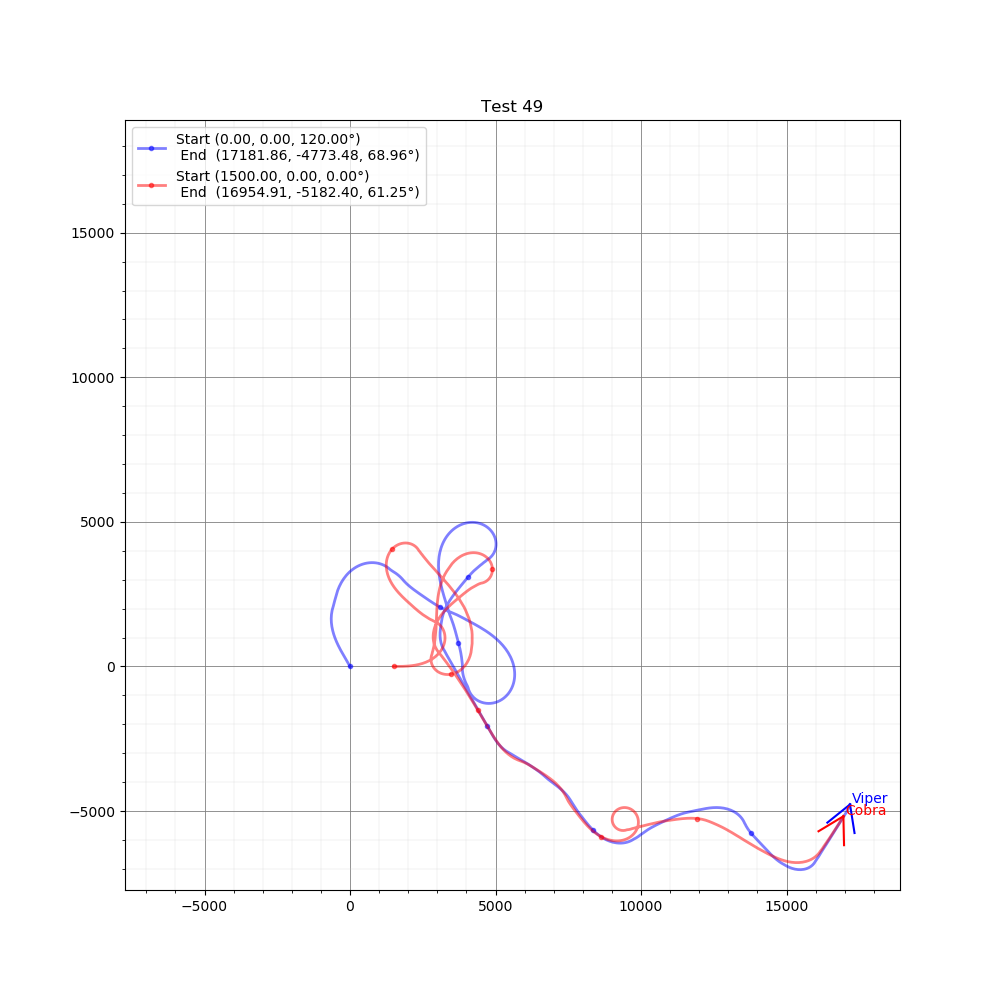 Test 49
Start (0.00, 0.00, 120.00°)
End (17181.86, -4773.48, 68.96°)
Start (1500.00, 0.00, 0.00°)
End (16954.91, -5182.40, 61.25°)
15000
10000
5000
0
−5000
Viper
Cobra
−5000
0
5000
10000
15000